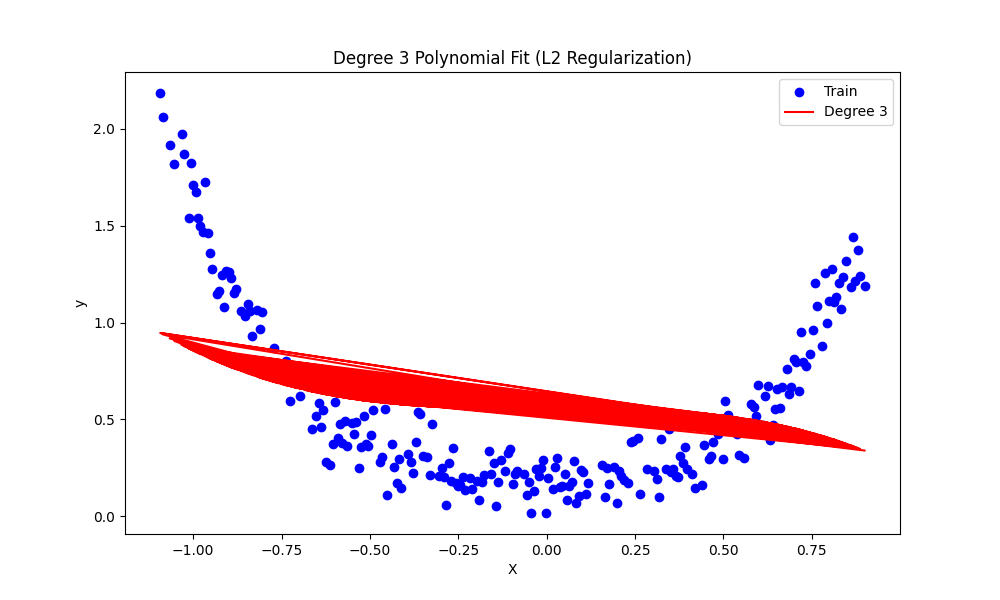 Degree 3 Polynomial Fit (L2 Regularization)
Train
Degree 3
2.0
1.5
1.0
0.5
0.0
y
−1.00 −0.75 −0.50 −0.25 0.00 0.25 0.50 0.75
X